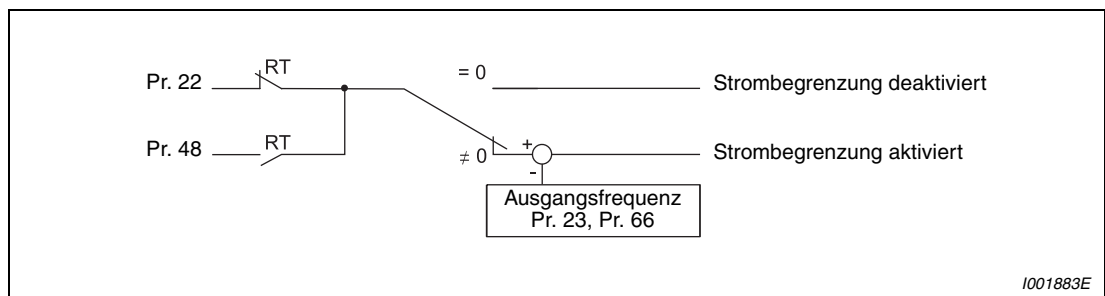 Pr. 22
RT
= 0
Strombegrenzung deaktiviert
Pr. 48
RT
≠ 0
+
-
Strombegrenzung aktiviert
Ausgangsfrequenz
Pr. 23, Pr. 66
I001883E